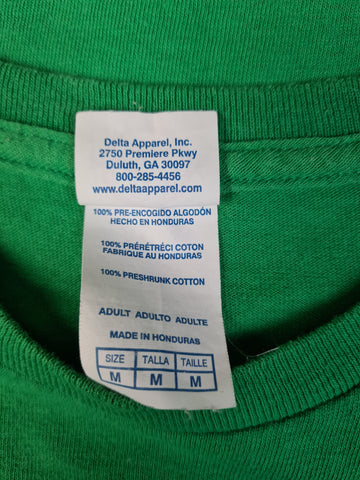 Delta Apparel, Inc.
2750 Premiere Pkwy
Duluth, GA 30097
800-285-4456
www.deltaapparel.com
100% PRE-ENCOGIDO ALGODÓN
HECHO EN HONDURAS
100% PRÉRÉTRÉCI COTON
FABRIQUE AU HONDURAS
100% PRESHRUNK COTTON
ADULT ADULTO ADULTE
MADE IN HONDURAS
SIZE TALLA TAILLE
M M M